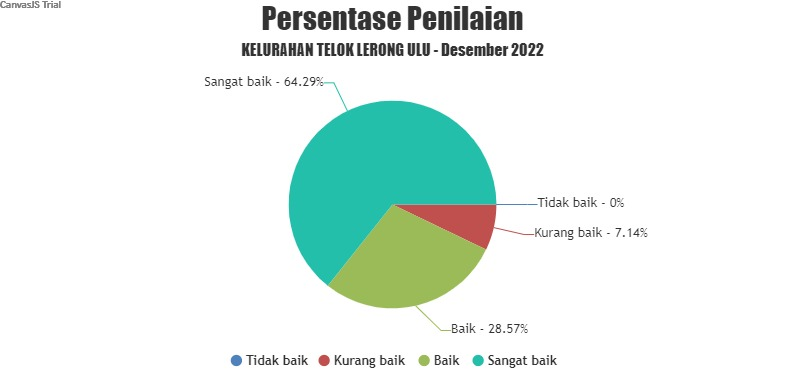 CanvasJS Trial
Persentase Penilaian
KELURAHAN TELOK LERONG ULU - Desember 2022
Sangat baik - 64.29%
Tidak baik - 0%
Kurang baik - 7.14%
Baik - 28.57%
Tidak baik Kurang baik Baik Sangat baik